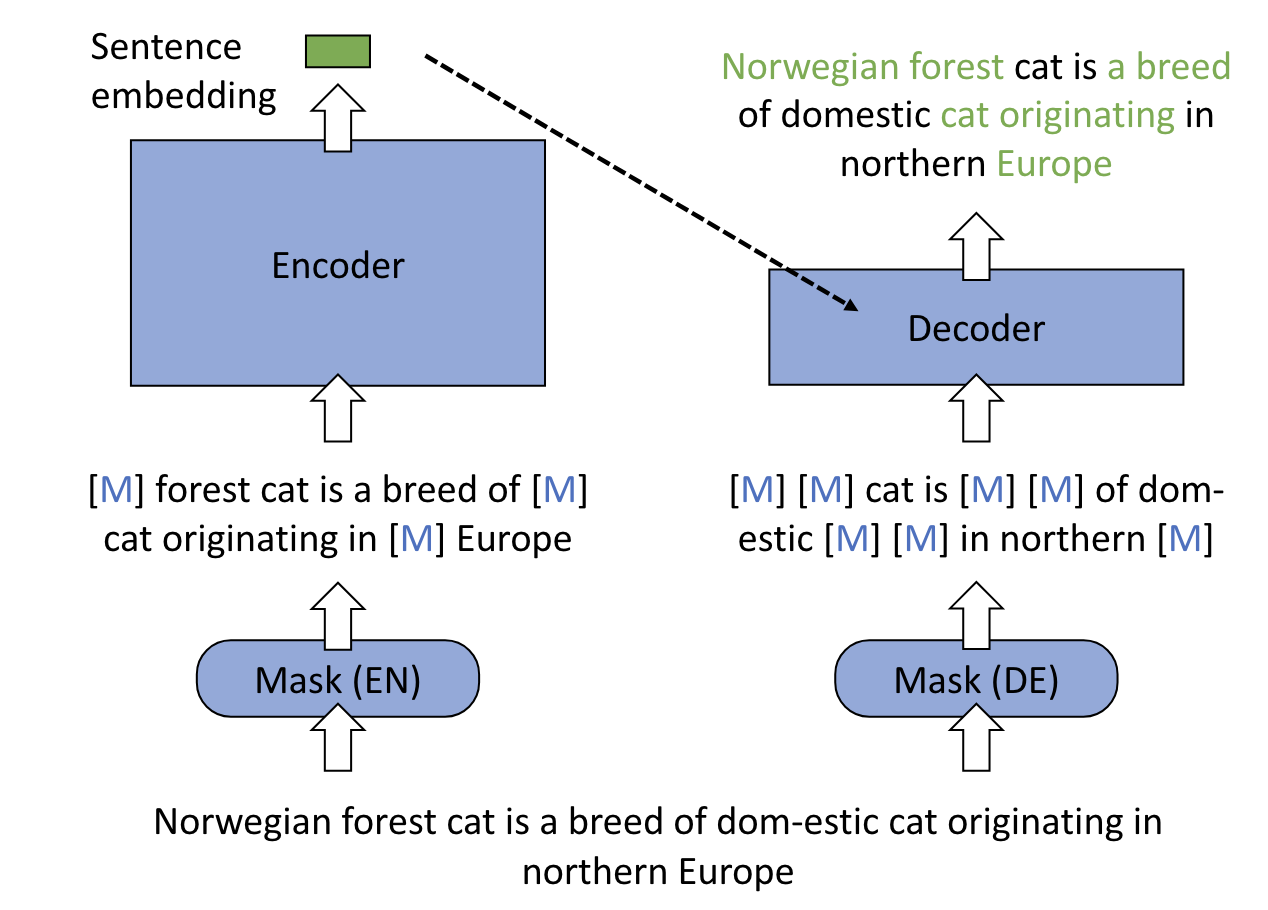 Sentence
embedding
Norwegian forest cat is a breed
of domestic cat originating in
northern Europe
Encoder
Decoder
[M] forest cat is a breed of [M]
cat originating in [M] Europe
[M] [M] cat is [M] [M] of dom-
estic [M] [M] in northern [M]
Mask (EN)
Mask (DE)
Norwegian forest cat is a breed of dom-estic cat originating in
northern Europe